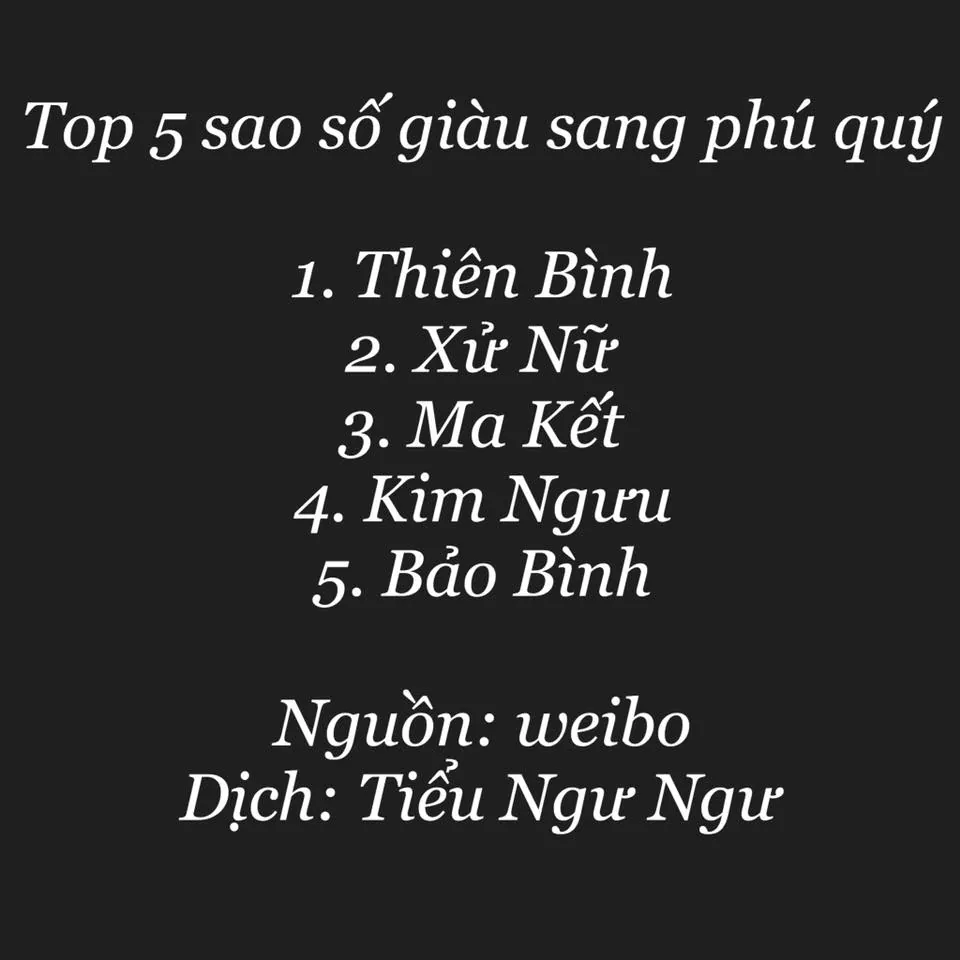 Top 5 sao số giàu sang phú quý
1. Thiên Bình
2. Xử Nữ
3. Ma Kết
4. Kim Ngưu
5. Bảo Bình
Nguồn: weibo
Dịch: Tiểu Ngư Ngư